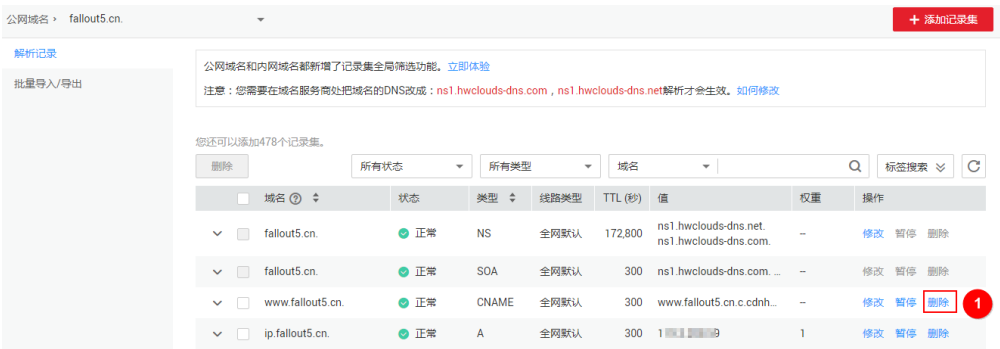 公网域名 › fallout5.cn.
+ 添加记录集
解析记录
批量导入/导出
公网域名和内网域名都新增了记录集全局筛选功能。立即体验
注意：您需要在域名服务商处把域名的DNS改成：ns1.hwclouds-dns.com，ns1.hwclouds-dns.net解析才会生效。如何修改
您还可以添加478个记录集。
删除 所有状态 所有类型 域名 标签搜索
域名 状态 类型 线路类型 TTL (秒) 值 权重 操作
fallout5.cn. 正常 NS 全网默认 172,800 ns1.hwclouds-dns.net. -- 修改 暂停 删除
ns1.hwclouds-dns.com.
fallout5.cn. 正常 SOA 全网默认 300 ns1.hwclouds-dns.com. ... -- 修改 暂停 删除
www.fallout5.cn. 正常 CNAME 全网默认 300 www.fallout5.cn.c.cdnh... -- 修改 暂停 删除 1
ip.fallout5.cn. 正常 A 全网默认 300 1 修改 暂停 删除